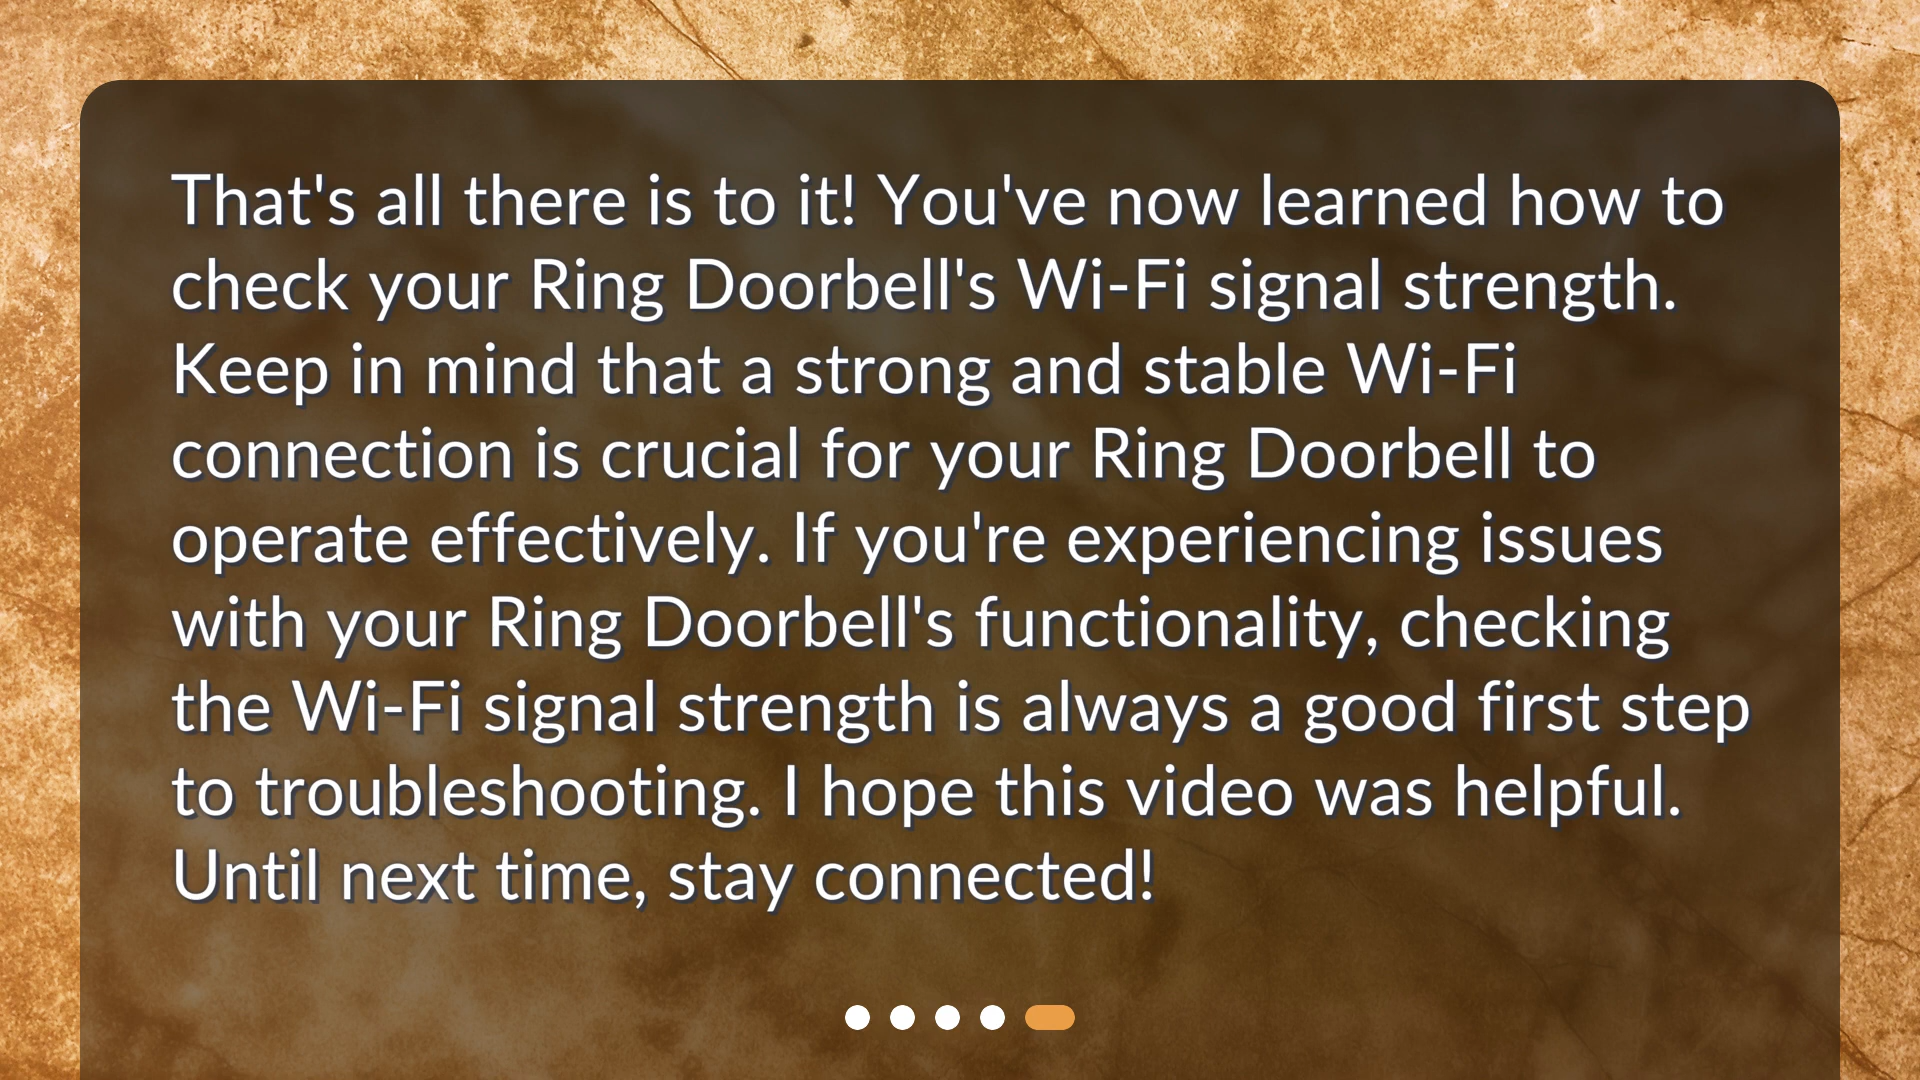 That's all there is to it! You've now learned how to
check your Ring Doorbell's Wi-Fi signal strength.
Keep in mind that a strong and stable Wi-Fi
connection is crucial for your Ring Doorbell to
operate effectively. If you're experiencing issues
with your Ring Doorbell's functionality, checking
the Wi-Fi signal strength is always a good first step
to troubleshooting. I hope this video was helpful.
Until next time, stay connected!